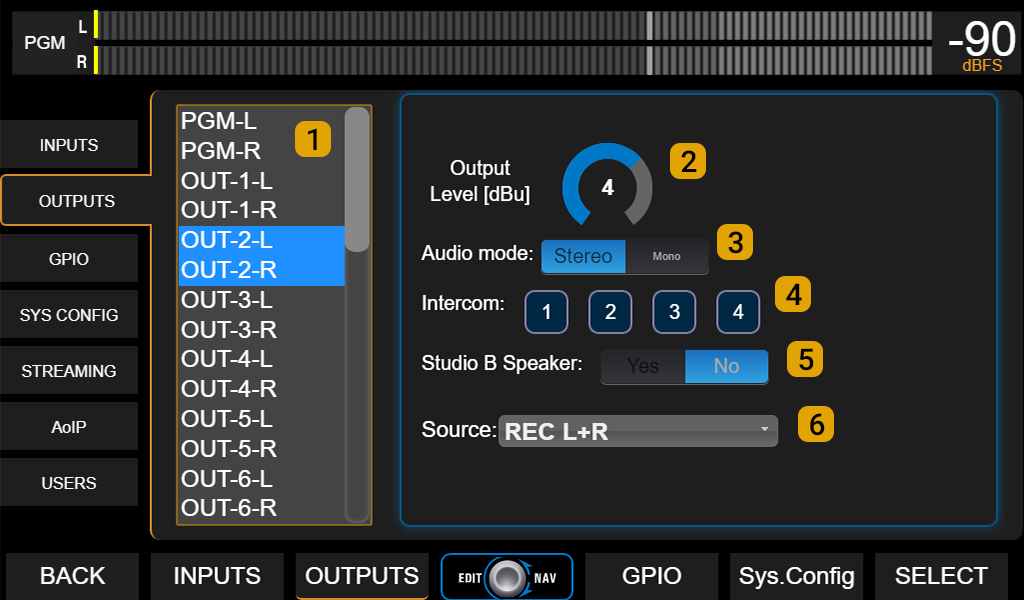 PGM
L
R
-90
dBFS
INPUTS
OUTPUTS
GPIO
SYS CONFIG
STREAMING
AoIP
USERS
PGM-L
PGM-R
OUT-1-L
OUT-1-R
OUT-2-L
OUT-2-R
OUT-3-L
OUT-3-R
OUT-4-L
OUT-4-R
OUT-5-L
OUT-5-R
OUT-6-L
OUT-6-R
1
Output
Level [dBu]
4
2
Audio mode: Stereo Mono
3
Intercom: 1 2 3 4
4
Studio B Speaker: Yes No
5
Source: REC L+R
6
BACK
INPUTS
OUTPUTS
EDIT NAV
GPIO
Sys.Config
SELECT